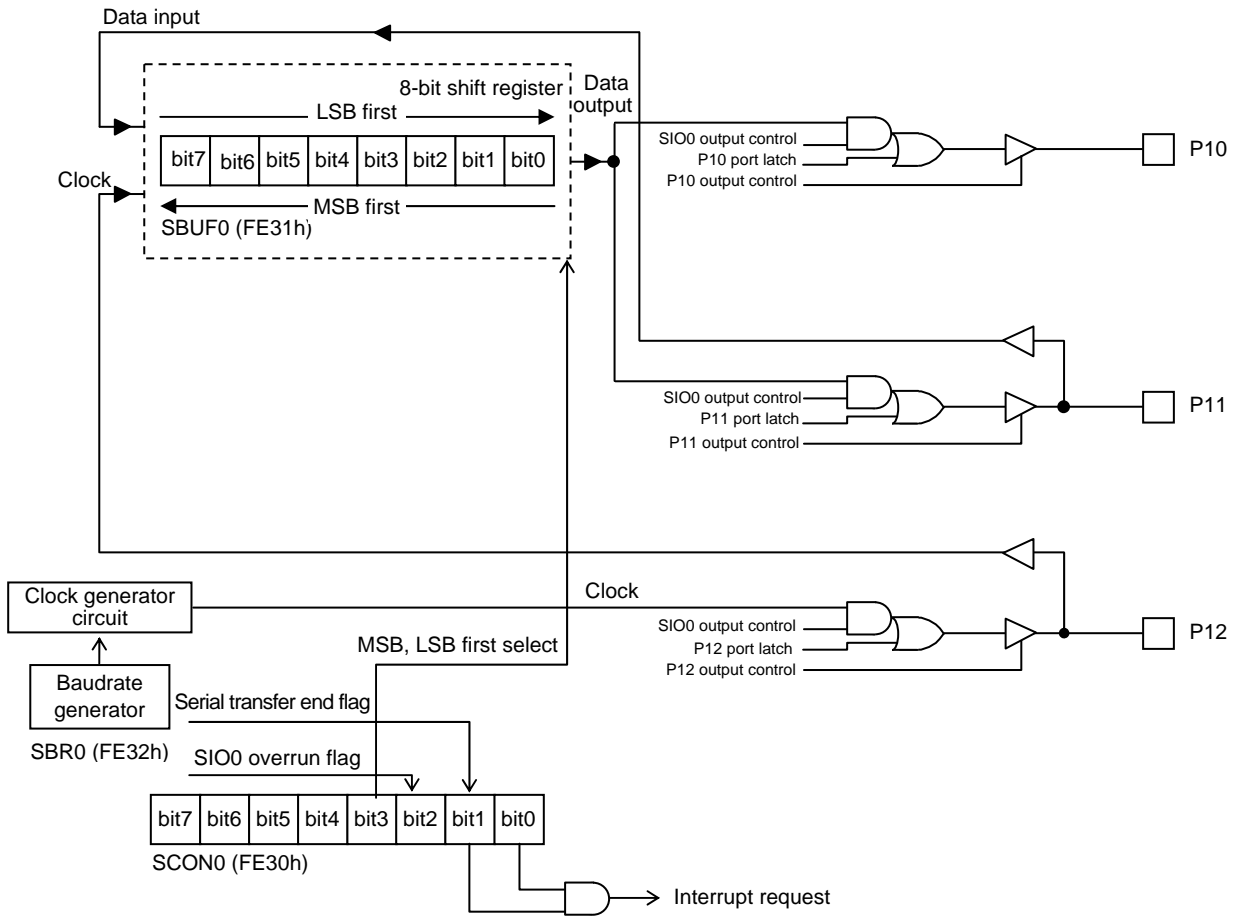 Data input
8-bit shift register
Data
output
LSB first
bit7 bit6 bit5 bit4 bit3 bit2 bit1 bit0
MSB first
SBUF0 (FE31h)
Clock
SIO0 output control
P10 port latch
P10 output control
P10
SIO0 output control
P11 port latch
P11 output control
P11
Clock generator
circuit
Clock
SIO0 output control
P12 port latch
P12 output control
P12
MSB, LSB first select
Baudrate
generator
SBR0 (FE32h)
Serial transfer end flag
SIO0 overrun flag
bit7 bit6 bit5 bit4 bit3 bit2 bit1 bit0
SCON0 (FE30h)
Interrupt request